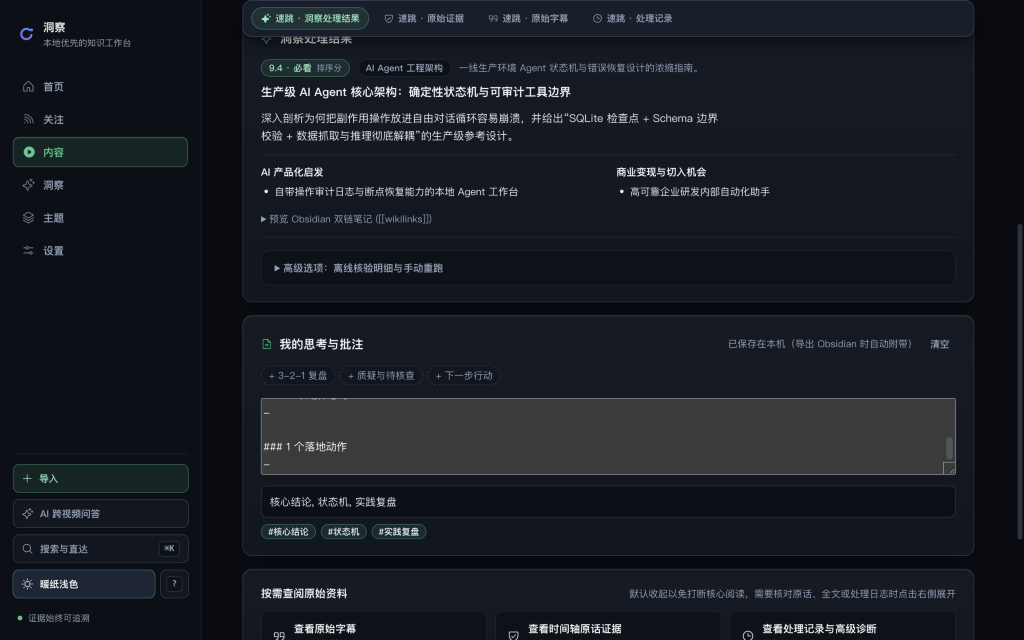 洞察
本地优先的知识工作台
首页
关注
内容
洞察
主题
设置
+ 导入
AI 跨视频问答
搜索与直达 ⌘K
暖纸浅色 ?
证据始终可追溯
速跳 · 洞察处理结果 速跳 · 原始证据 速跳 · 原始字幕 速跳 · 处理记录
洞察处理结果
9.4 · 必看 排序分 AI Agent 工程架构 一线生产环境 Agent 状态机与错误恢复设计的浓缩指南。
生产级 AI Agent 核心架构：确定性状态机与可审计工具边界
深入剖析为何把副作用操作放进自由对话循环容易崩溃，并给出“SQLite 检查点 + Schema 边界
校验 + 数据抓取与推理彻底解耦”的生产级参考设计。
AI 产品化启发
• 自带操作审计日志与断点恢复能力的本地 Agent 工作台
商业变现与切入机会
• 高可靠企业研发内部自动化助手
▶ 预览 Obsidian 双链笔记 ([[wikilinks]])
▶ 高级选项：离线核验明细与手动重跑
我的思考与批注 已保存在本机（导出 Obsidian 时自动附带） 清空
+ 3-2-1 复盘 + 质疑与待核查 + 下一步行动
–
### 1 个落地动作
–
核心结论, 状态机, 实践复盘
#核心结论 #状态机 #实践复盘
按需查阅原始资料 默认收起以免打断核心阅读，需要核对原话、全文或处理日志时点击右侧展开
查看原始字幕 查看时间轴原话证据 查看处理记录与高级诊断